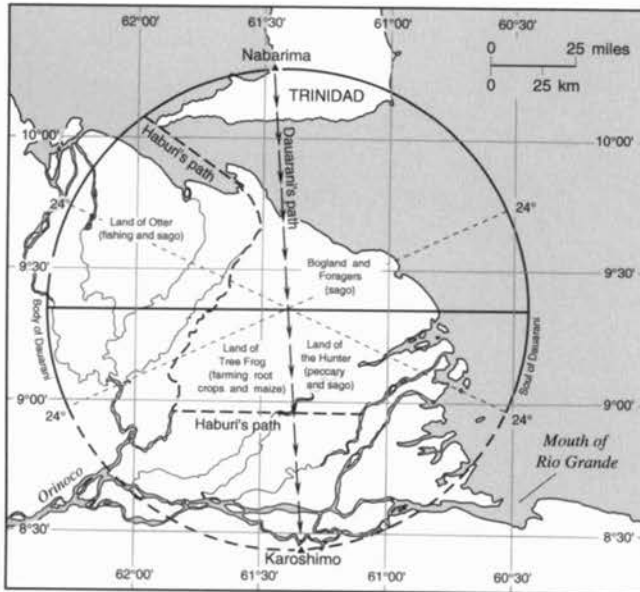 62°00'
61°30'
61°00'
Nabarima
0 25 miles
0 25 km
TRINIDAD
10°00'
10°00'
Haburi's path
Dauarani's path
24°
24°
Land of Otter
(fishing and sago)
Bogland and
Foragers
(sago)
9°30'
9°30'
Body of Dauarani
Soul of Dauarani
Land of
Tree Frog
(farming root
crops and maize)
Land of
the Hunter
(peccary
and sago)
9°00'
9°00'
24°
24°
Haburi's path
Mouth of
Rio Grande
Orinoco
8°30'
8°30'
Karoshimo
62°00'
61°30'
61°00'
60°30'